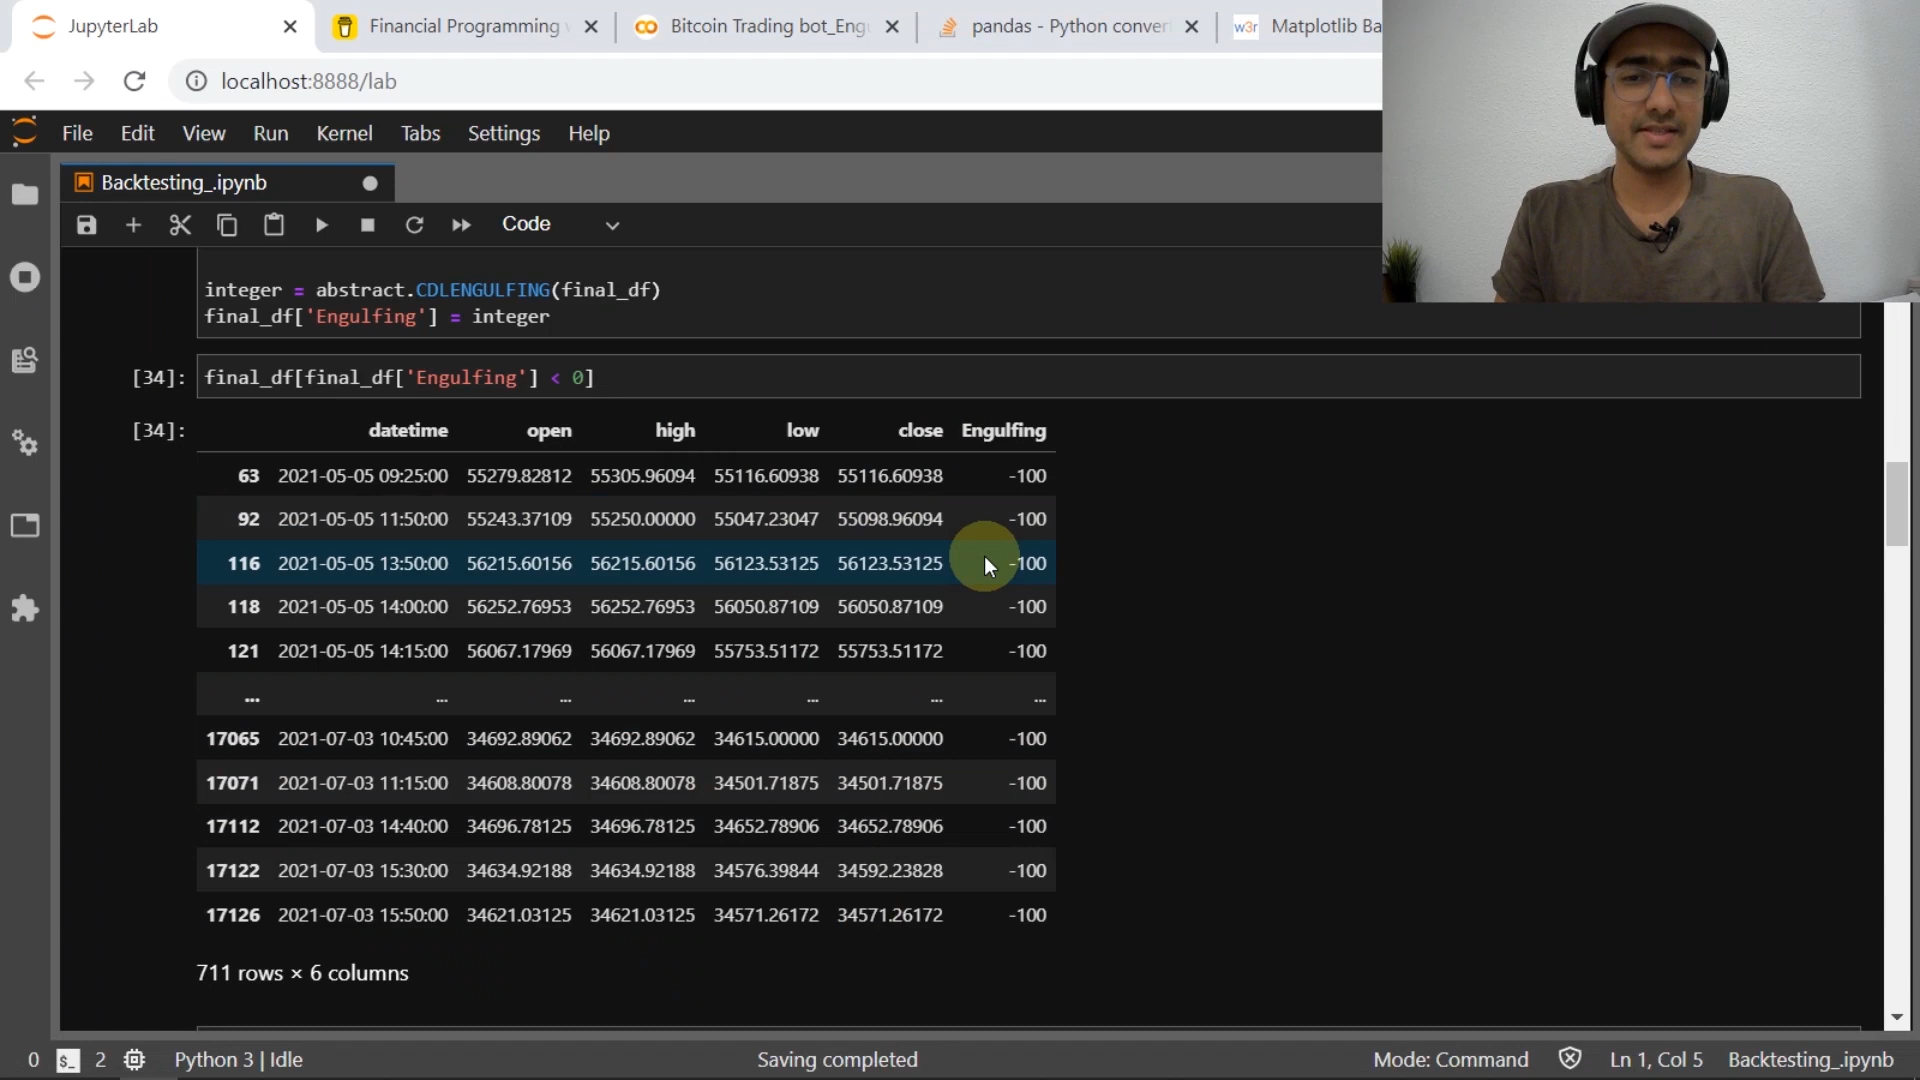 JupyterLab
Financial Programming
Bitcoin Trading bot_Eng
pandas - Python conver
w3r Matplotlib Ba
localhost:8888/lab
File Edit View Run Kernel Tabs Settings Help
Backtesting_.ipynb
Code
integer = abstract.CDLENGULFING(final_df)
final_df['Engulfing'] = integer
[34]: final_df[final_df['Engulfing'] < 0]
[34]: datetime open high low close Engulfing
63 2021-05-05 09:25:00 55279.82812 55305.96094 55116.60938 55116.60938 -100
92 2021-05-05 11:50:00 55243.37109 55250.00000 55047.23047 55098.96094 -100
116 2021-05-05 13:50:00 56215.60156 56215.60156 56123.53125 56123.53125 -100
118 2021-05-05 14:00:00 56252.76953 56252.76953 56050.87109 56050.87109 -100
121 2021-05-05 14:15:00 56067.17969 56067.17969 55753.51172 55753.51172 -100
... ... ... ... ... ... ...
17065 2021-07-03 10:45:00 34692.89062 34692.89062 34615.00000 34615.00000 -100
17071 2021-07-03 11:15:00 34608.80078 34608.80078 34501.71875 34501.71875 -100
17112 2021-07-03 14:40:00 34696.78125 34696.78125 34652.78906 34652.78906 -100
17122 2021-07-03 15:30:00 34634.92188 34634.92188 34576.39844 34592.23828 -100
17126 2021-07-03 15:50:00 34621.03125 34621.03125 34571.26172 34571.26172 -100
711 rows × 6 columns
0 $_ 2 Python 3 | Idle Saving completed Mode: Command Ln 1, Col 5 Backtesting_.ipynb